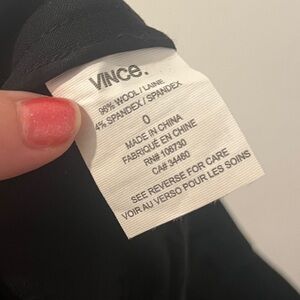 VINCE.
96% WOOL / LAINE
4% SPANDEX / SPANDEX
0
MADE IN CHINA
FABRIQUÉ EN CHINE
RN# 106730
CA# 34460
SEE REVERSE FOR CARE
VOIR AU VERSO POUR LES SOINS